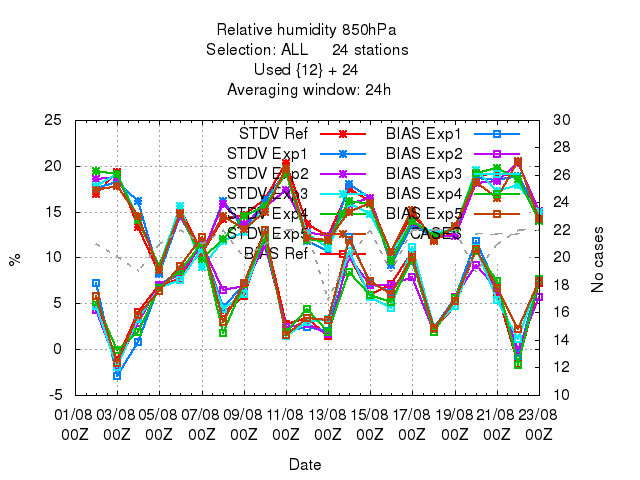 Relative humidity 850hPa
Selection: ALL 24 stations
Used {12} + 24
Averaging window: 24h
25 30
STDV Ref BIAS Exp1
STDV Exp1 BIAS Exp2
STDV Exp2 BIAS Exp3
STDV Exp3 BIAS Exp4
STDV Exp4 BIAS Exp5
STDV Exp5 CASES
BIAS Ref
20 28
15 26
10 24
5 22
0 20
-5 18
16
14
12
10
%
No cases
01/08 03/08 05/08 07/08 09/08 11/08 13/08 15/08 17/08 19/08 21/08 23/08
00Z 00Z 00Z 00Z 00Z 00Z 00Z 00Z 00Z 00Z 00Z 00Z
Date